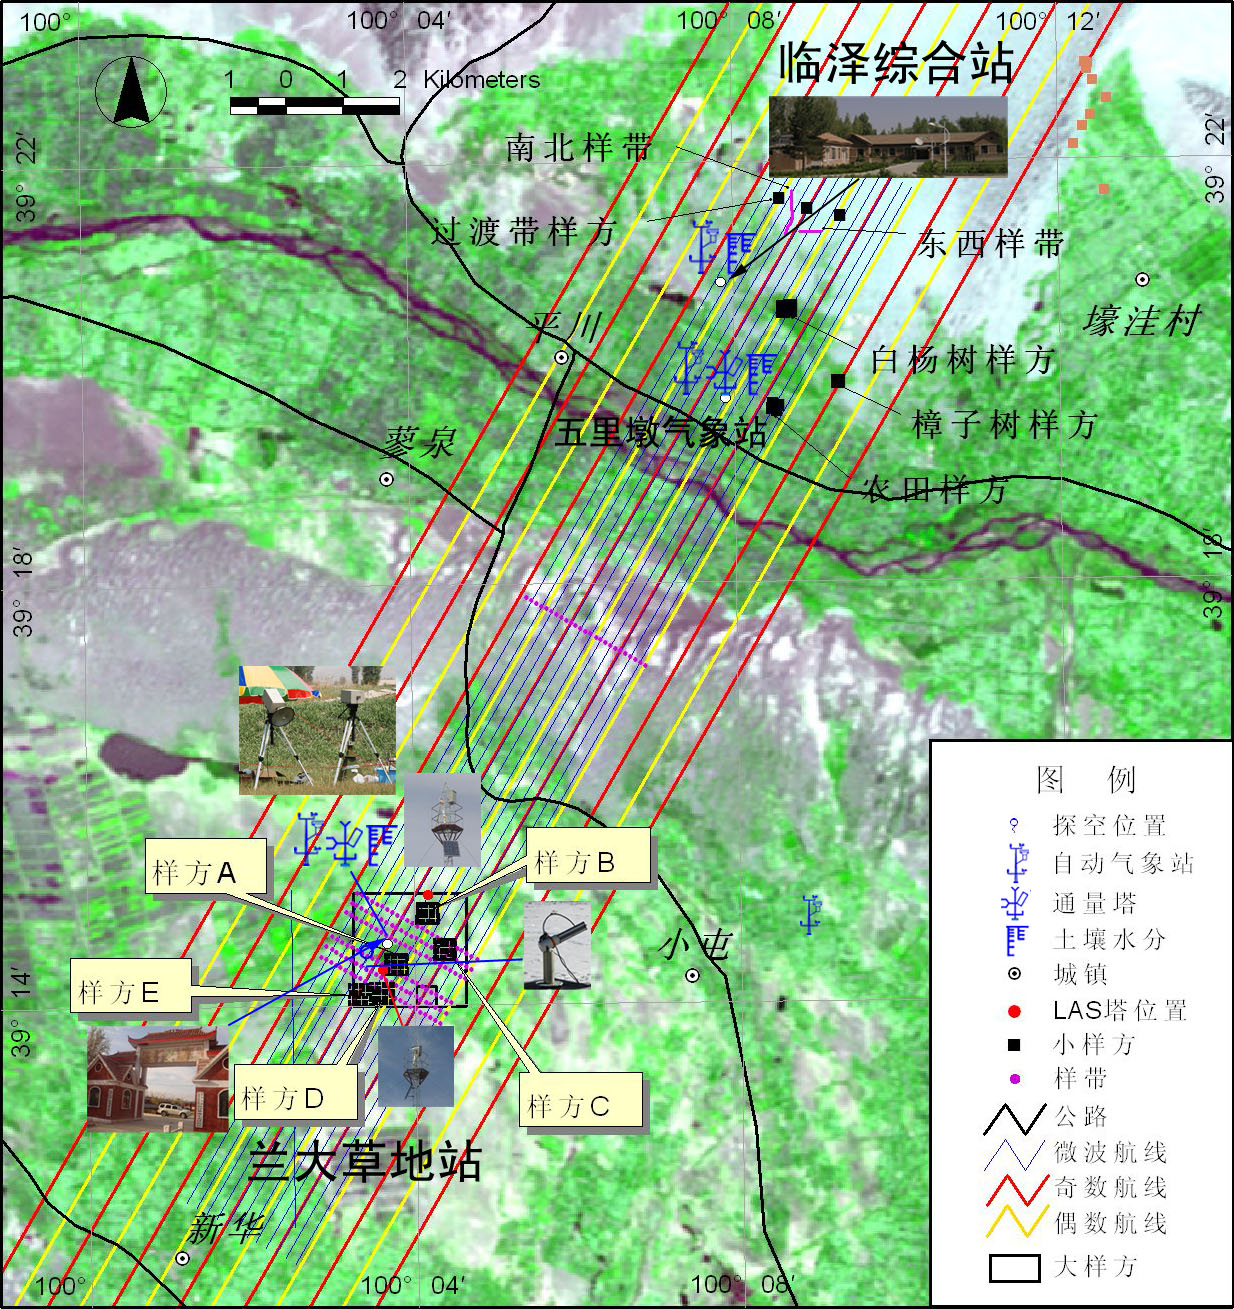 100° 04′
100°
100° 08′
100° 12′
临泽综合站
1 0 1 2 Kilometers
南北样带
39° 22′
39° 22′
过渡带样方
东西样带
平川
壕洼村
白杨树样方
樟子树样方
蓼泉
五里墩气象站
农田样方
39° 18′
39° 18′
图 例
探空位置
自动气象站
通量塔
土壤水分
城镇
LAS塔位置
小样方
样带
公路
微波航线
奇数航线
偶数航线
大样方
样方A
样方B
小屯
样方E
39° 14′
样方D
样方C
兰大草地站
新华
100°
100° 04′
100° 08′